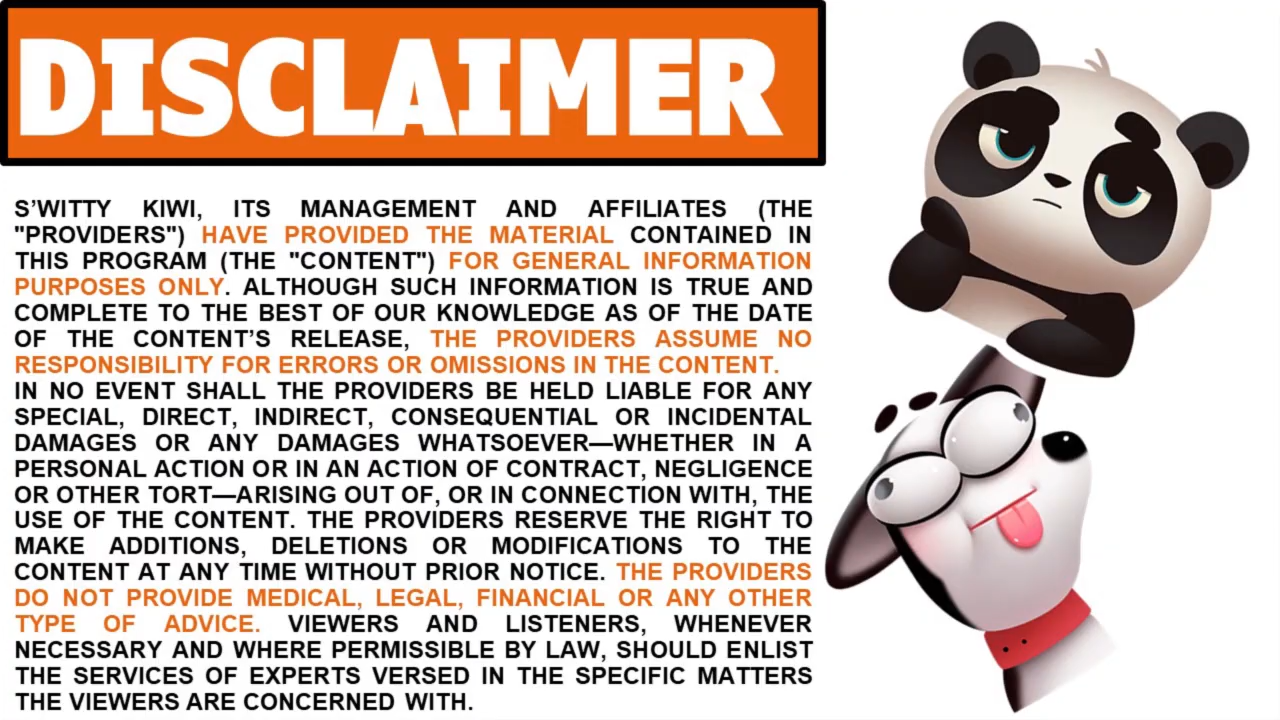 DISCLAIMER
S’WITTY KIWI, ITS MANAGEMENT AND AFFILIATES (THE
"PROVIDERS") HAVE PROVIDED THE MATERIAL CONTAINED IN
THIS PROGRAM (THE "CONTENT") FOR GENERAL INFORMATION
PURPOSES ONLY. ALTHOUGH SUCH INFORMATION IS TRUE AND
COMPLETE TO THE BEST OF OUR KNOWLEDGE AS OF THE DATE
OF THE CONTENT’S RELEASE, THE PROVIDERS ASSUME NO
RESPONSIBILITY FOR ERRORS OR OMISSIONS IN THE CONTENT.
IN NO EVENT SHALL THE PROVIDERS BE HELD LIABLE FOR ANY
SPECIAL, DIRECT, INDIRECT, CONSEQUENTIAL OR INCIDENTAL
DAMAGES OR ANY DAMAGES WHATSOEVER—WHETHER IN A
PERSONAL ACTION OR IN AN ACTION OF CONTRACT, NEGLIGENCE
OR OTHER TORT—ARISING OUT OF, OR IN CONNECTION WITH, THE
USE OF THE CONTENT. THE PROVIDERS RESERVE THE RIGHT TO
MAKE ADDITIONS, DELETIONS OR MODIFICATIONS TO THE
CONTENT AT ANY TIME WITHOUT PRIOR NOTICE. THE PROVIDERS
DO NOT PROVIDE MEDICAL, LEGAL, FINANCIAL OR ANY OTHER
TYPE OF ADVICE. VIEWERS AND LISTENERS, WHENEVER
NECESSARY AND WHERE PERMISSIBLE BY LAW, SHOULD ENLIST
THE SERVICES OF EXPERTS VERSED IN THE SPECIFIC MATTERS
THE VIEWERS ARE CONCERNED WITH.